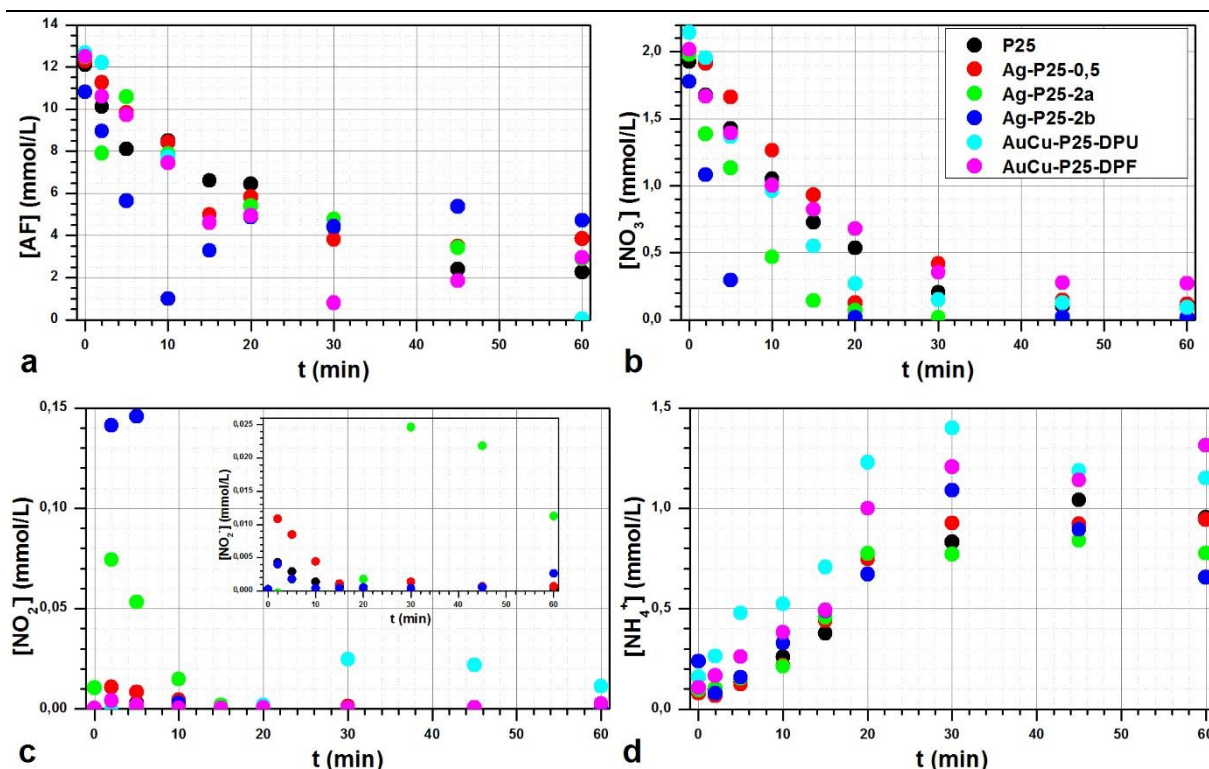 14
12
10
8
6
4
2
0
[AF] (mmol/L)
0 10 20 30 40 50 60
t (min)
a
2,0
1,5
1,0
0,5
0,0
[NO₃⁻] (mmol/L)
0 10 20 30 40 50 60
t (min)
b
P25
Ag-P25-0,5
Ag-P25-2a
Ag-P25-2b
AuCu-P25-DPU
AuCu-P25-DPF
0,15
0,10
0,05
0,00
[NO₂⁻] (mmol/L)
0 10 20 30 40 50 60
t (min)
c
0,025
0,020
0,015
0,010
0,005
0,000
[NO₂⁻] (mmol/L)
0 10 20 30 40 50 60
t (min)
1,5
1,0
0,5
0,0
[NH₄⁺] (mmol/L)
0 10 20 30 40 50 60
t (min)
d